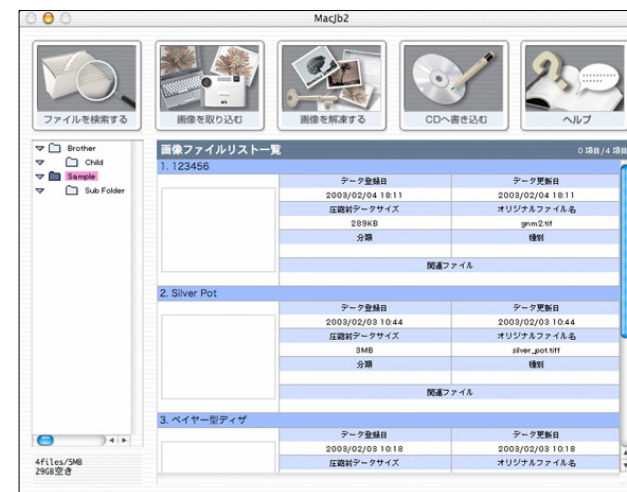 MacJb2
ファイルを検索する
画像を取り込む
画像を解凍する
CDへ書き込む
ヘルプ
Brother
Child
Sample
Sub Folder
画像ファイルリスト一覧
0 項目/4 項目
1. 123456
データ登録日 データ更新日
2003/02/04 18:11 2003/02/04 18:11
圧縮前データサイズ オリジナルファイル名
289KB gnm2.tif
分類 種別
関連ファイル
2. Silver Pot
データ登録日 データ更新日
2003/02/03 10:44 2003/02/03 10:44
圧縮前データサイズ オリジナルファイル名
3MB silver_pot.tiff
分類 種別
関連ファイル
3. ベイヤー型ディザ
データ登録日 データ更新日
2003/02/03 10:18 2003/02/03 10:18
圧縮前データサイズ オリジナルファイル名
4files/5MB
29GB空き